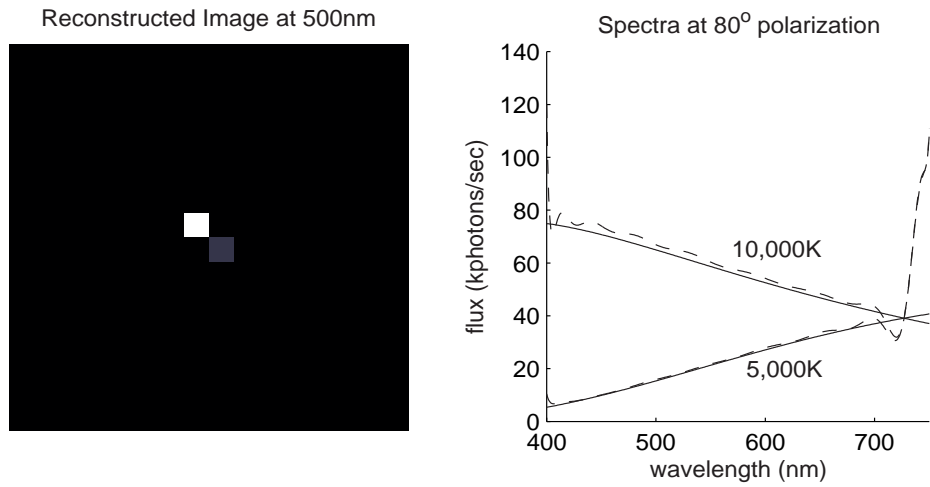 Reconstructed Image at 500nm
Spectra at 80° polarization
140
120
100
80
60
40
20
0
flux (kphotons/sec)
10,000K
5,000K
400
500
600
700
wavelength (nm)